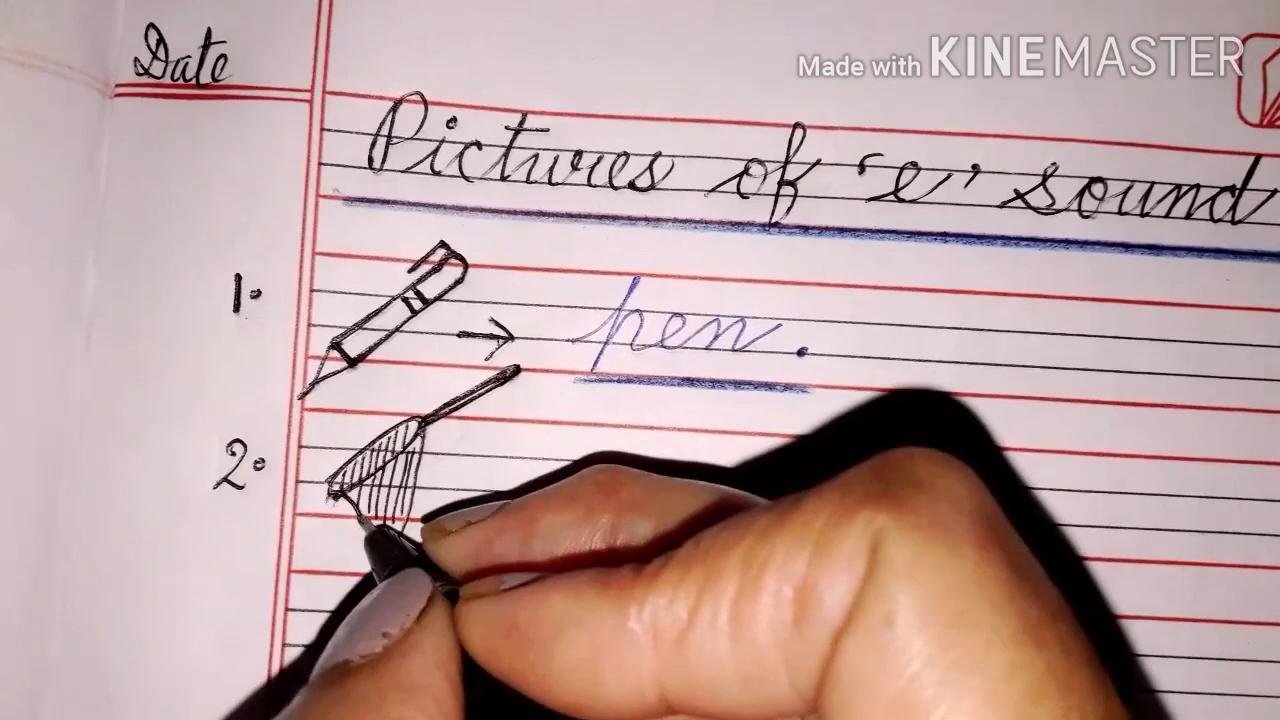 Made with KINEMASTER
Date
Pictures of 'e' sound
1.
pen.
2.